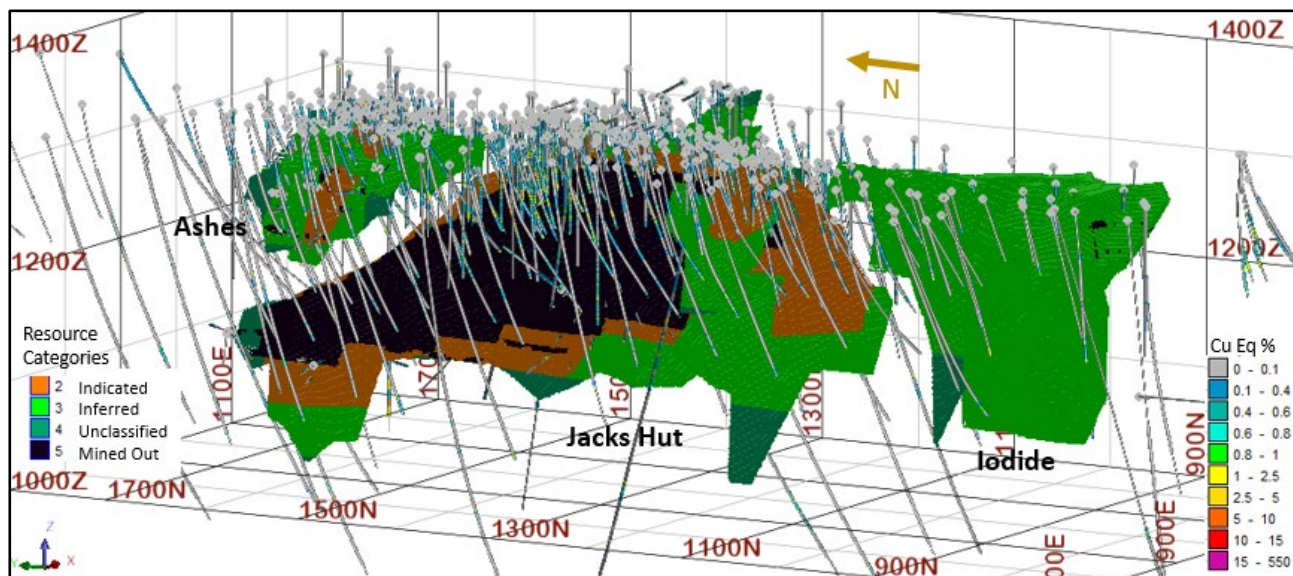 1400Z
1400Z
N
Ashes
1200Z
1200Z
Resource
Categories
2 Indicated
3 Inferred
4 Unclassified
5 Mined Out
1100E
1300N
Jacks Hut
Iodide
900N
Cu Eq %
0 - 0.1
0.1 - 0.4
0.4 - 0.6
0.6 - 0.8
0.8 - 1
1 - 2.5
2.5 - 5
5 - 10
10 - 15
15 - 550
1000Z
1700N
1500N
1300N
1100N
900N
900E
Z
X